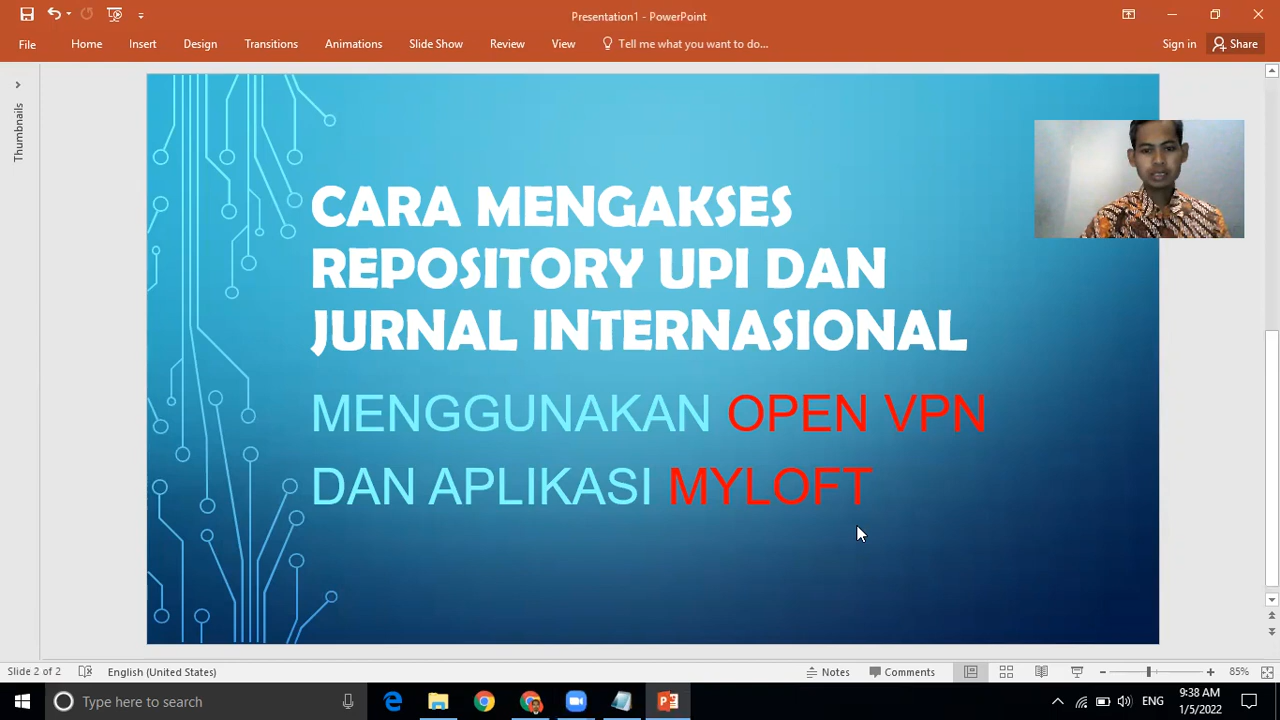 Presentation1 - PowerPoint
File Home Insert Design Transitions Animations Slide Show Review View Tell me what you want to do... Sign in Share
Thumbnails
CARA MENGAKSES
REPOSITORY UPI DAN
JURNAL INTERNASIONAL
MENGGUNAKAN OPEN VPN
DAN APLIKASI MYLOFT
Slide 2 of 2 English (United States) Notes Comments 85%
Type here to search ENG 9:38 AM
1/5/2022